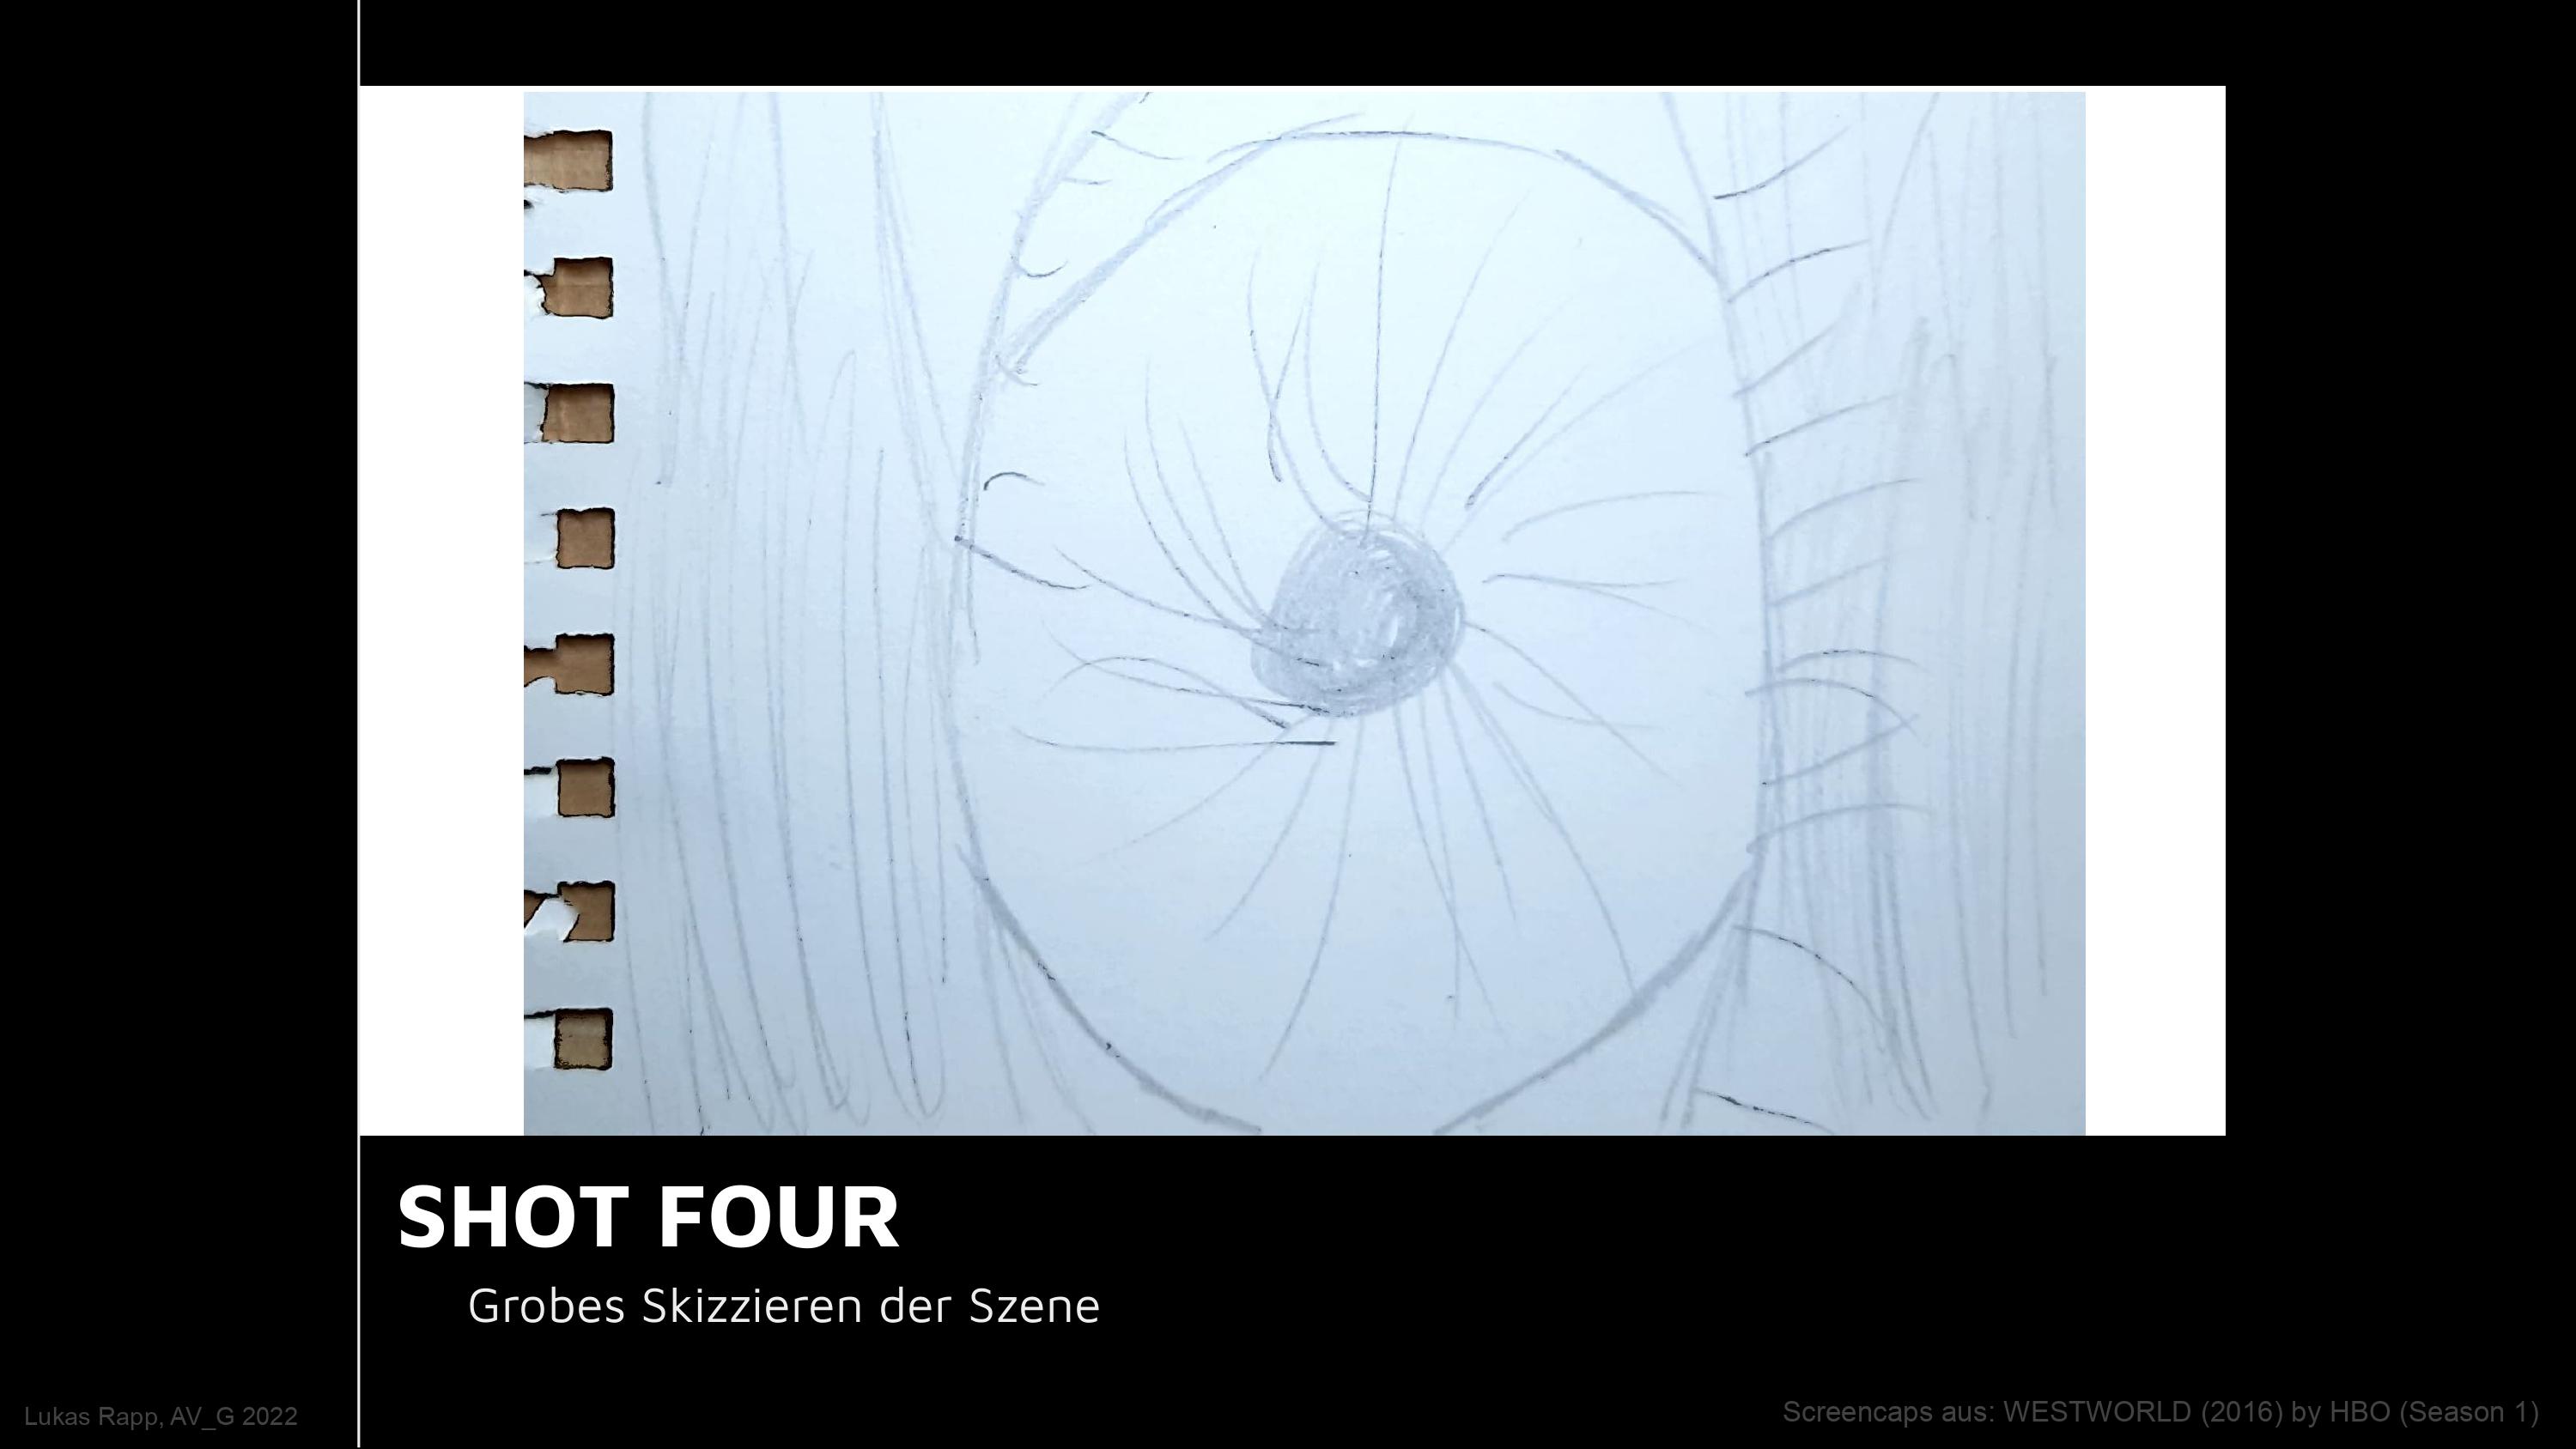 SHOT FOUR
Grobes Skizzieren der Szene
Lukas Rapp, AV_G 2022
Screencaps aus: WESTWORLD (2016) by HBO (Season 1)